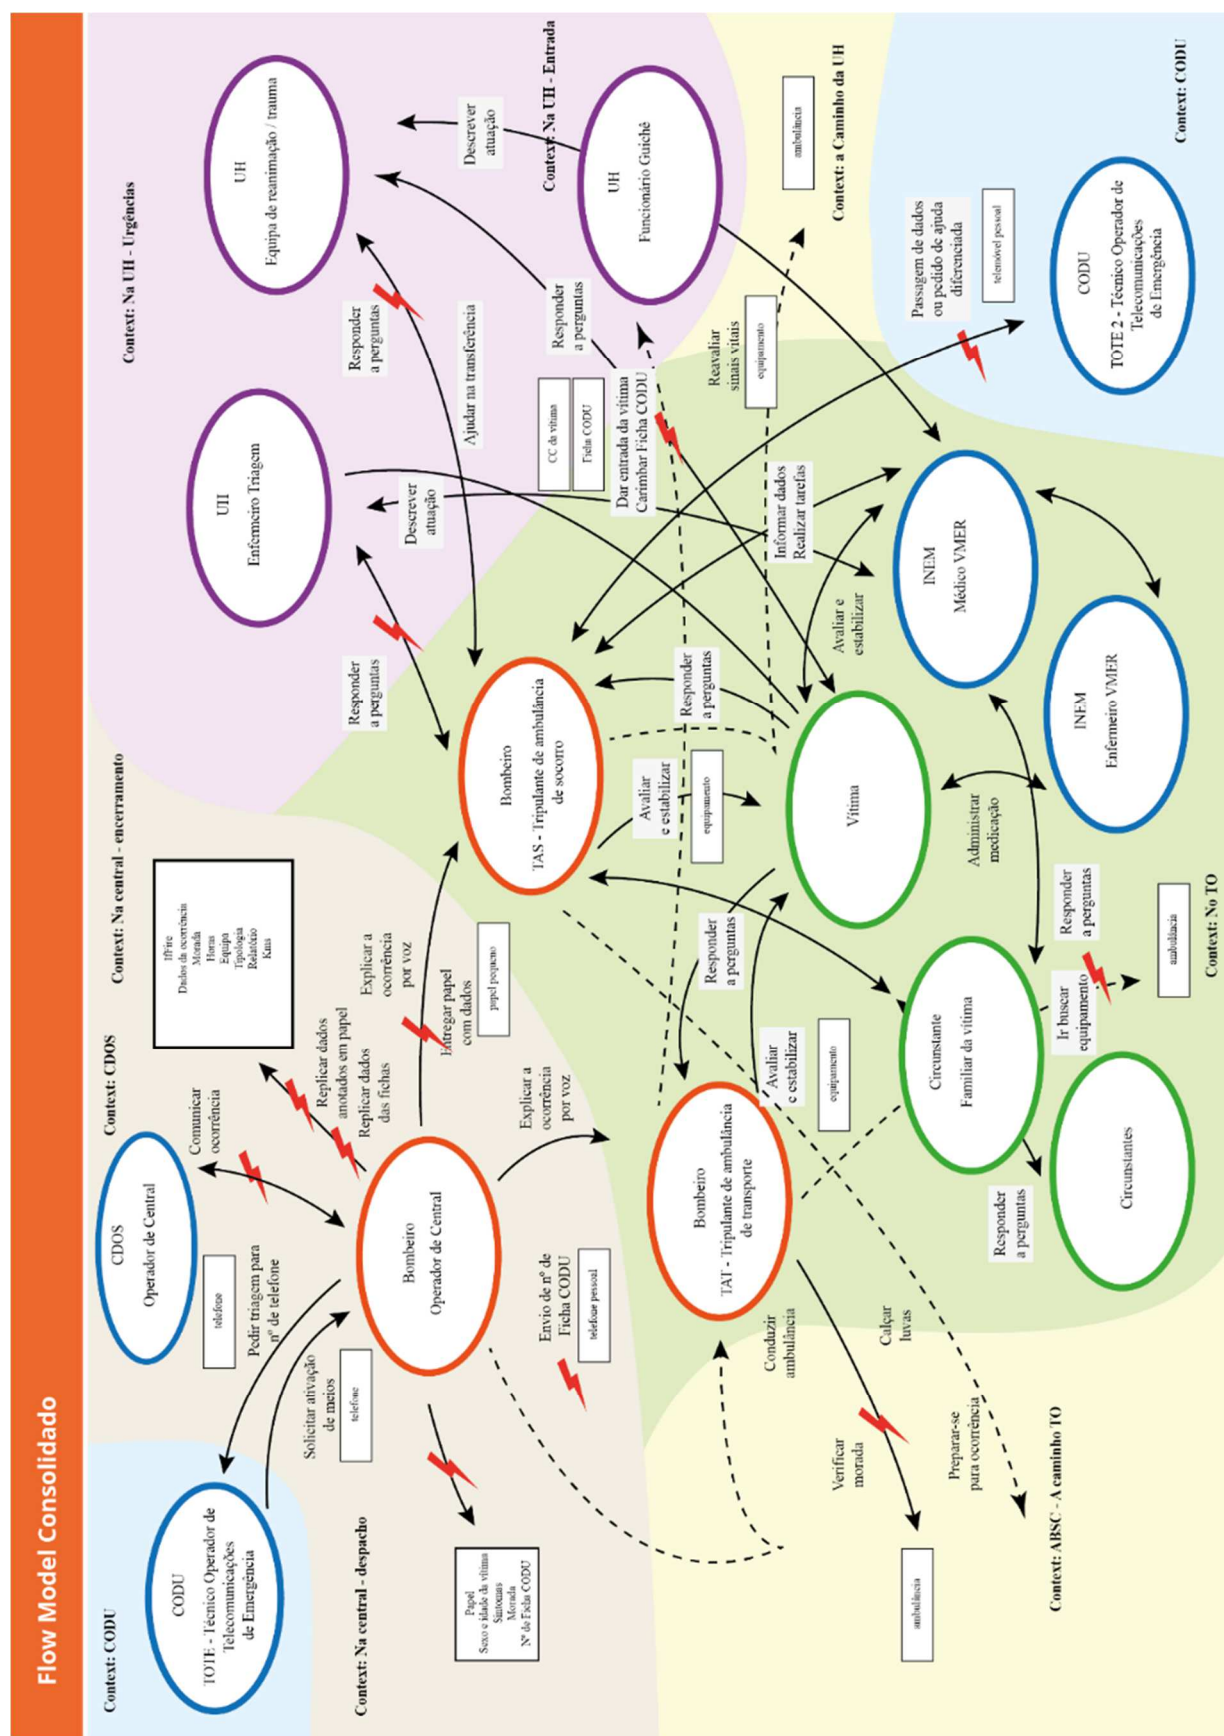 Flow Model Consolidado
Context: CODU
CODU
TOTE - Técnico Operador de
Telecomunicações
de Emergência
Context: CDOS
CDOS
Operador de Central
telefone
Pedir triagem para
nº de telefone
Solicitar ativação
de meios
telefone
Comunicar
ocorrência
Context: Na central - encerramento
Dados da ocorrência
Morada
Horas
Equipa
Tipologia
Relatório
Kms
Replicar dados
anotados em papel
Replicar dados
das fichas
Context: Na central - despacho
Papel
Sexo e idade da vítima
Sintomas
Morada
Nº de Ficha CODU
Bombeiro
Operador de Central
Explicar a
ocorrência
por voz
Entregar papel
com dados
papel pequeno
Explicar a
ocorrência
por voz
Envio de nº de
Ficha CODU
telefone pessoal
Context: Na UH - Urgências
UH
Enfermeiro Triagem
UH
Equipa de reanimação / trauma
Responder
a perguntas
Responder
a perguntas
Descrever
atuação
Ajudar na transferência
Descrever
atuação
Responder
a perguntas
Context: Na UH - Entrada
UH
Funcionário Guichê
CC da vítima
Ficha CODU
Dar entrada da vítima
Carimbar Ficha CODU
Bombeiro
TAS - Tripulante de ambulância
de socorro
Avaliar
e estabilizar
equipamento
Responder
a perguntas
Reavaliar
sinais vitais
equipamento
ambulância
Context: a Caminho da UH
Informar dados
Realizar tarefas
Avaliar e
estabilizar
Passagem de dados
ou pedido de ajuda
diferenciada
telemóvel pessoal
Context: CODU
CODU
TOTE 2 - Técnico Operador de
Telecomunicações
de Emergência
Bombeiro
TAT - Tripulante de ambulância
de transporte
Responder
a perguntas
Avaliar
e estabilizar
equipamento
Vítima
Administrar
medicação
INEM
Médico VMER
INEM
Enfermeiro VMER
Circunstante
Familiar da vítima
Responder
a perguntas
Ir buscar
equipamento
ambulância
Context: No TO
Responder
a perguntas
Circunstantes
Conduzir
ambulância
Calçar
luvas
Verificar
morada
Preparar-se
para ocorrência
ambulância
Context: ABSC - A caminho TO